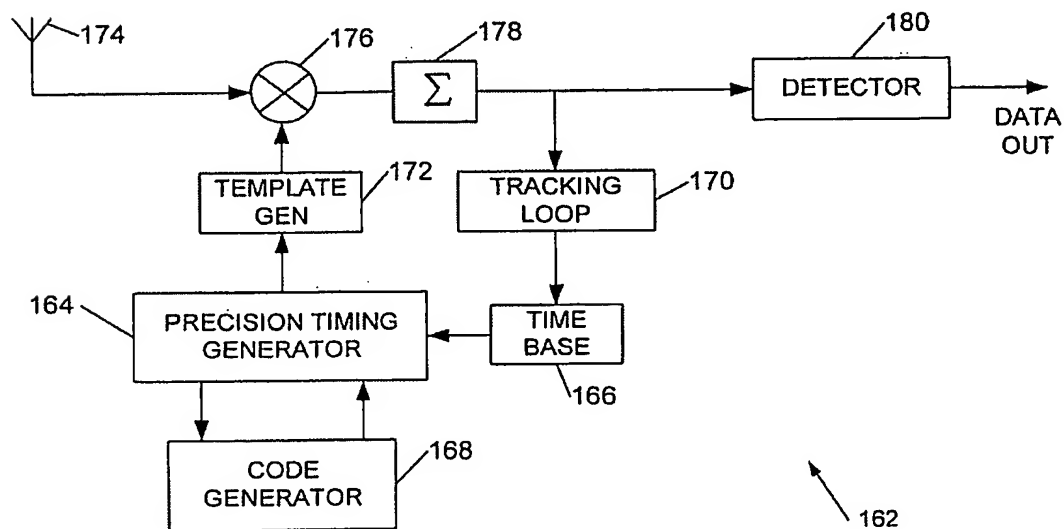 174
176
178
180
Σ
DETECTOR
DATA
OUT
TEMPLATE
GEN
172
TRACKING
LOOP
170
164
PRECISION TIMING
GENERATOR
TIME
BASE
166
CODE
GENERATOR
168
162